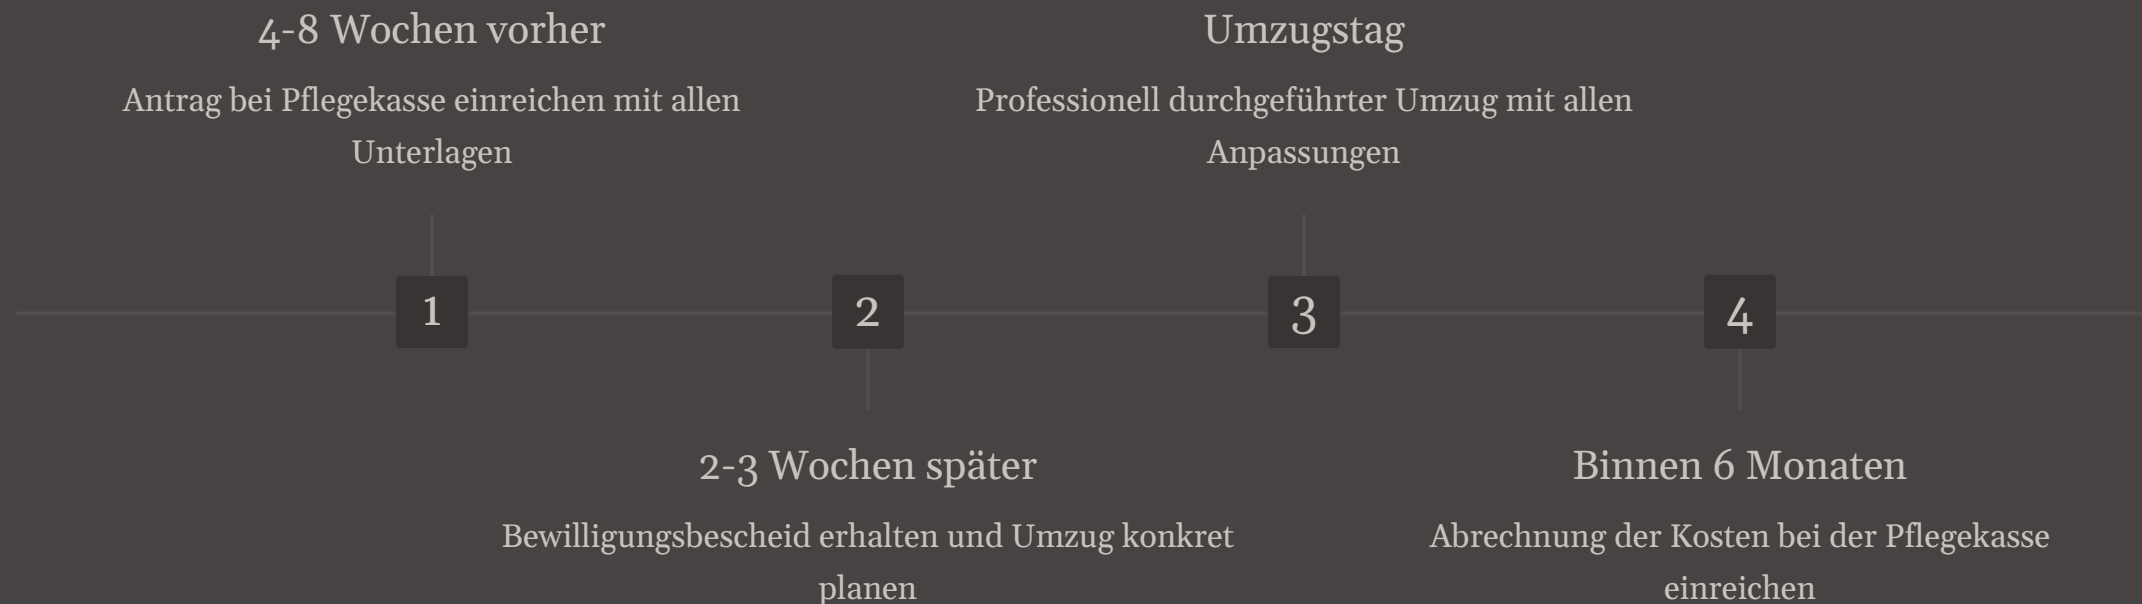 4-8 Wochen vorher
Antrag bei Pflegekasse einreichen mit allen
Unterlagen
1
2-3 Wochen später
Bewilligungsbescheid erhalten und Umzug konkret
planen
2
Umzugstag
Professionell durchgeführter Umzug mit allen
Anpassungen
3
Binnen 6 Monaten
Abrechnung der Kosten bei der Pflegekasse
einreichen
4